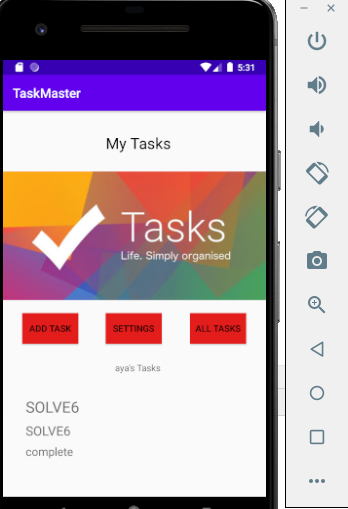 5:31
TaskMaster
My Tasks
Tasks
Life. Simply organised
ADD TASK
SETTINGS
ALL TASKS
aya's Tasks
SOLVE6
SOLVE6
complete